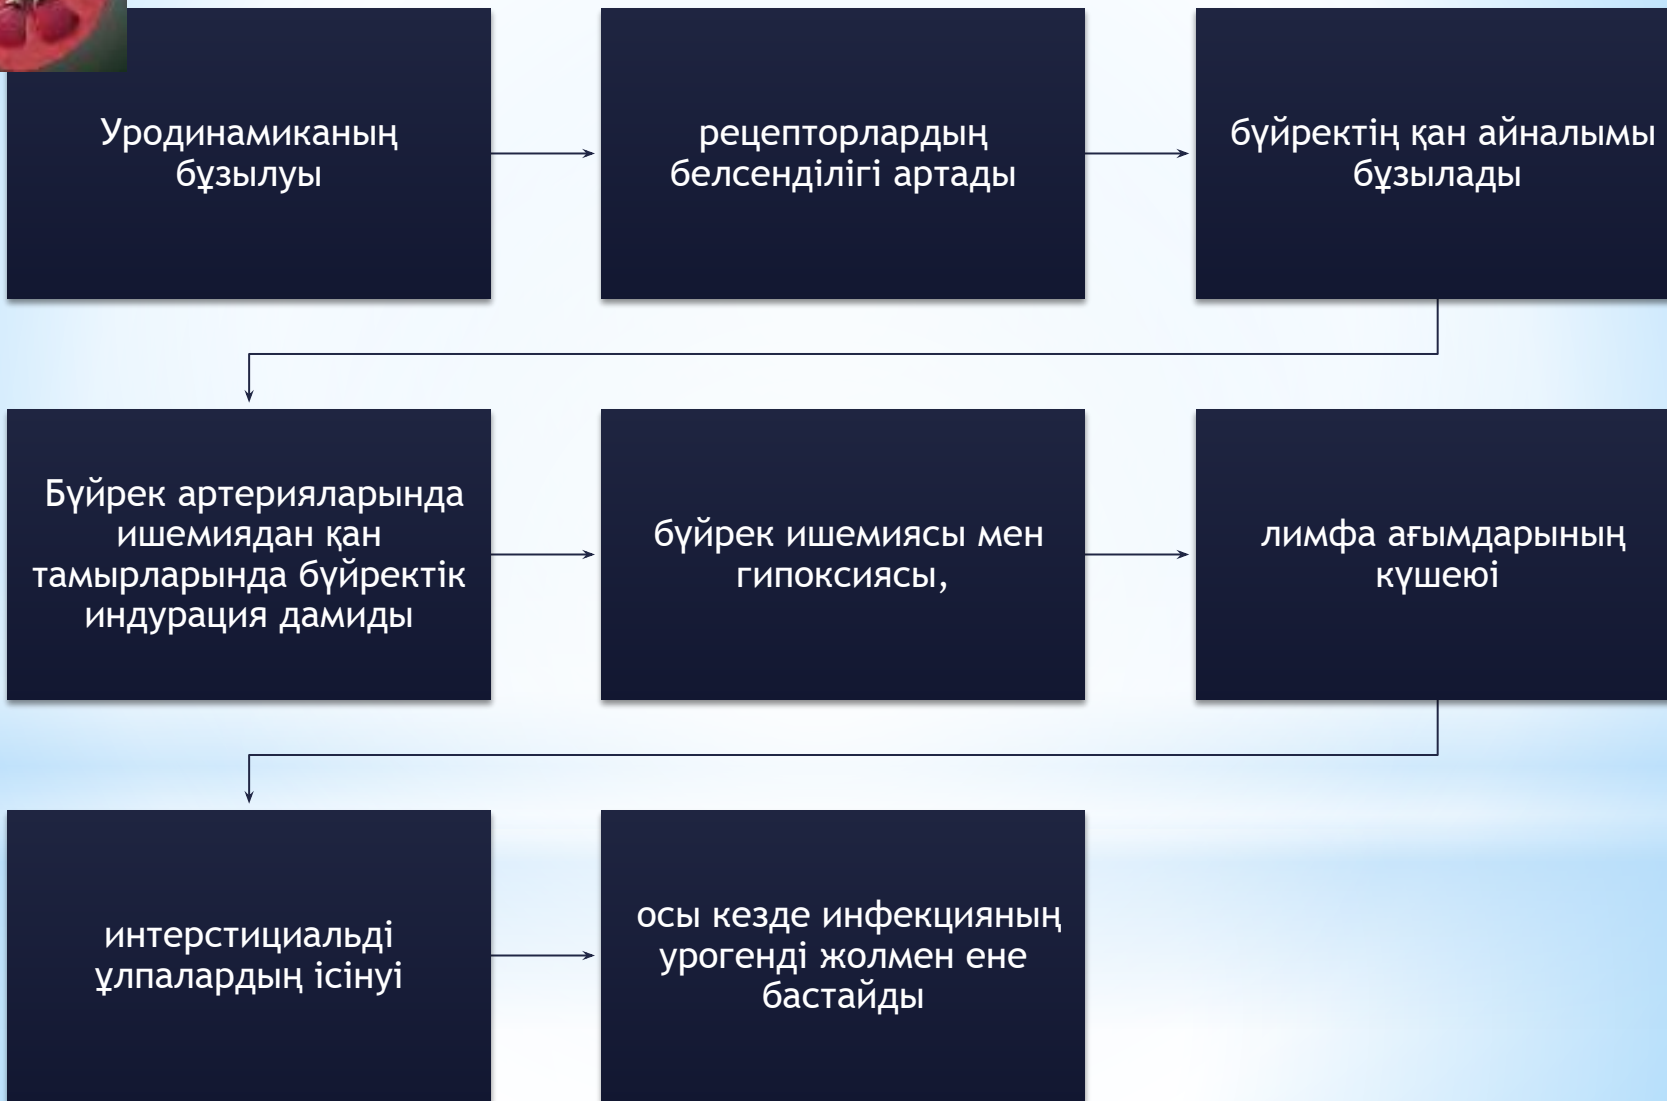 Уродинамиканың
бұзылуы
рецепторлардың
белсенділігі артады
бүйректің қан айналымы
бұзылады
Бүйрек артерияларында
ишемиядан қан
тамырларында бүйректік
индурация дамиды
бүйрек ишемиясы мен
гипоксиясы,
лимфа ағымдарының
күшеюі
интерстициальді
ұлпалардың ісінуі
осы кезде инфекцияның
урогенді жолмен ене
бастайды